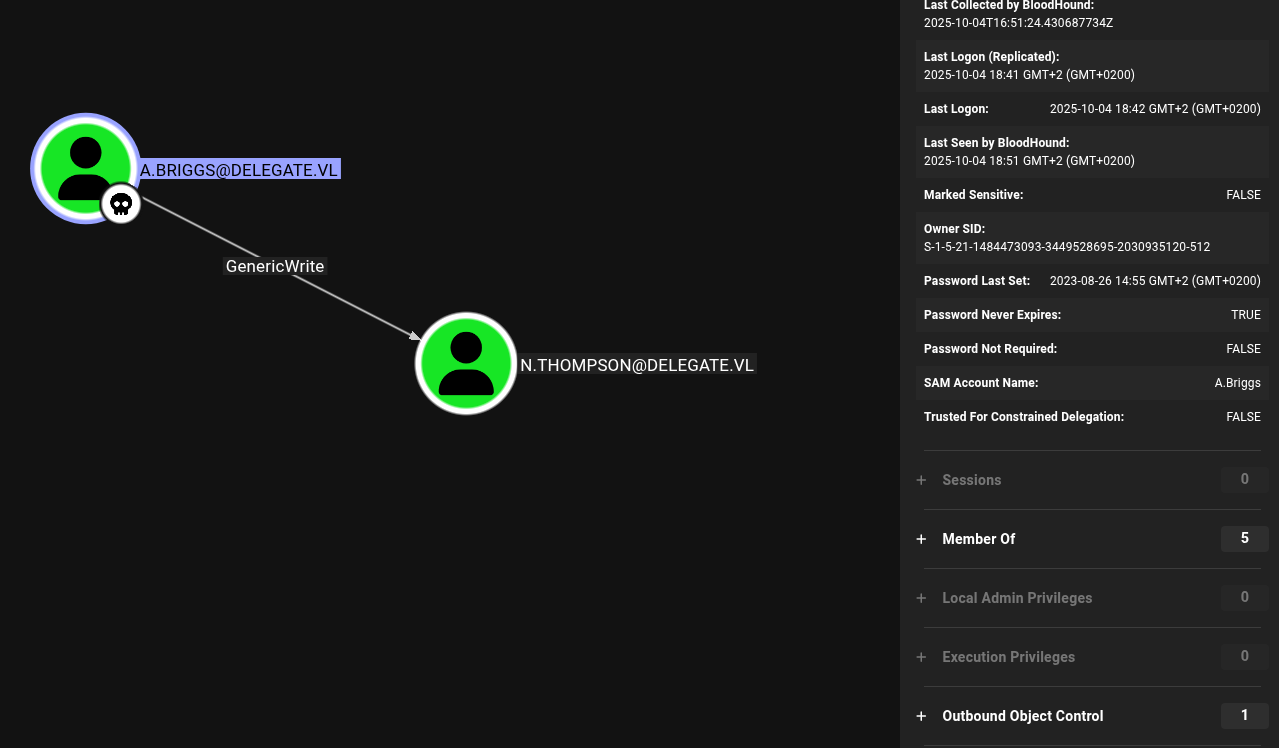 A.BRIGGS@DELEGATE.VL
GenericWrite
N.THOMPSON@DELEGATE.VL
Last Collected by BloodHound:
2025-10-04T16:51:24.430687734Z
Last Logon (Replicated):
2025-10-04 18:41 GMT+2 (GMT+0200)
Last Logon: 2025-10-04 18:42 GMT+2 (GMT+0200)
Last Seen by BloodHound:
2025-10-04 18:51 GMT+2 (GMT+0200)
Marked Sensitive: FALSE
Owner SID:
S-1-5-21-1484473093-3449528695-2030935120-512
Password Last Set: 2023-08-26 14:55 GMT+2 (GMT+0200)
Password Never Expires: TRUE
Password Not Required: FALSE
SAM Account Name: A.Briggs
Trusted For Constrained Delegation: FALSE
+ Sessions 0
+ Member Of 5
+ Local Admin Privileges 0
+ Execution Privileges 0
+ Outbound Object Control 1